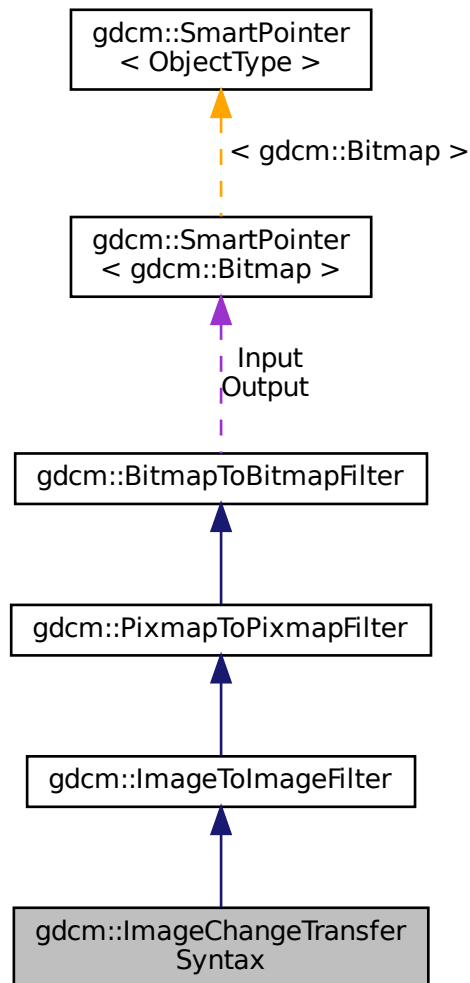 gdcm::SmartPointer
< ObjectType >
< gdcm::Bitmap >
gdcm::SmartPointer
< gdcm::Bitmap >
Input
Output
gdcm::BitmapToBitmapFilter
gdcm::PixmapToPixmapFilter
gdcm::ImageToImageFilter
gdcm::ImageChangeTransfer
Syntax